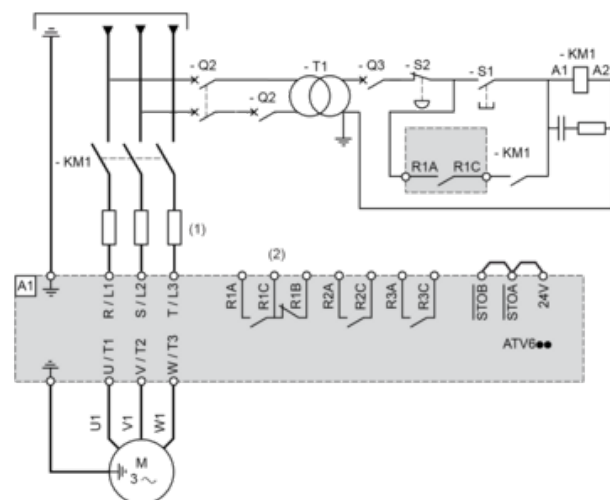 - Q2
- T1
- Q3
- S2
- S1
- KM1
A1
A2
- Q2
- KM1
R1A
R1C
- KM1
(1)
(2)
A1
R / L1
S / L2
T / L3
R1A
R1C
R1B
R2A
R2C
R3A
R3C
STOB
STOA
24V
ATV6●●
U / T1
V / T2
W / T3
U1
V1
W1
M
3 ~